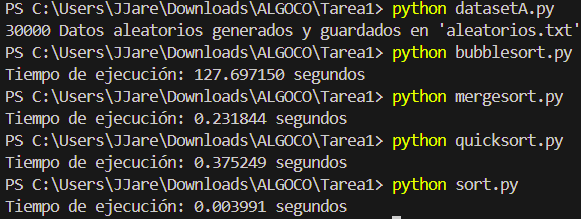 PS C:\Users\JJare\Downloads\ALGOCO\Tarea1> python datasetA.py
30000 Datos aleatorios generados y guardados en 'aleatorios.txt'
PS C:\Users\JJare\Downloads\ALGOCO\Tarea1> python bubblesort.py
Tiempo de ejecución: 127.697150 segundos
PS C:\Users\JJare\Downloads\ALGOCO\Tarea1> python mergesort.py
Tiempo de ejecución: 0.231844 segundos
PS C:\Users\JJare\Downloads\ALGOCO\Tarea1> python quicksort.py
Tiempo de ejecución: 0.375249 segundos
PS C:\Users\JJare\Downloads\ALGOCO\Tarea1> python sort.py
Tiempo de ejecución: 0.003991 segundos